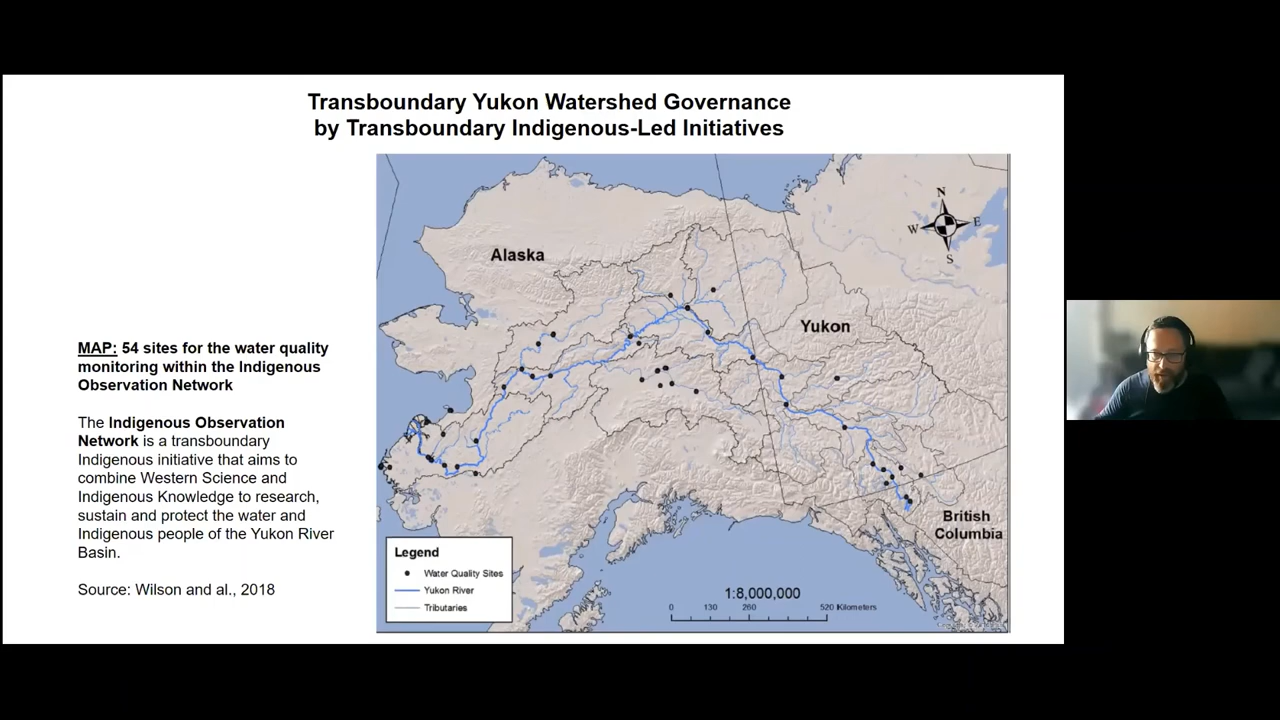 Transboundary Yukon Watershed Governance
by Transboundary Indigenous-Led Initiatives
MAP: 54 sites for the water quality
monitoring within the Indigenous
Observation Network
The Indigenous Observation
Network is a transboundary
Indigenous initiative that aims to
combine Western Science and
Indigenous Knowledge to research,
sustain and protect the water and
Indigenous people of the Yukon River
Basin.
Source: Wilson and al., 2018
N
W E
S
Alaska
Yukon
British
Columbia
Legend
Water Quality Sites
Yukon River
Tributaries
1:8,000,000
0 130 260 520 Kilometers